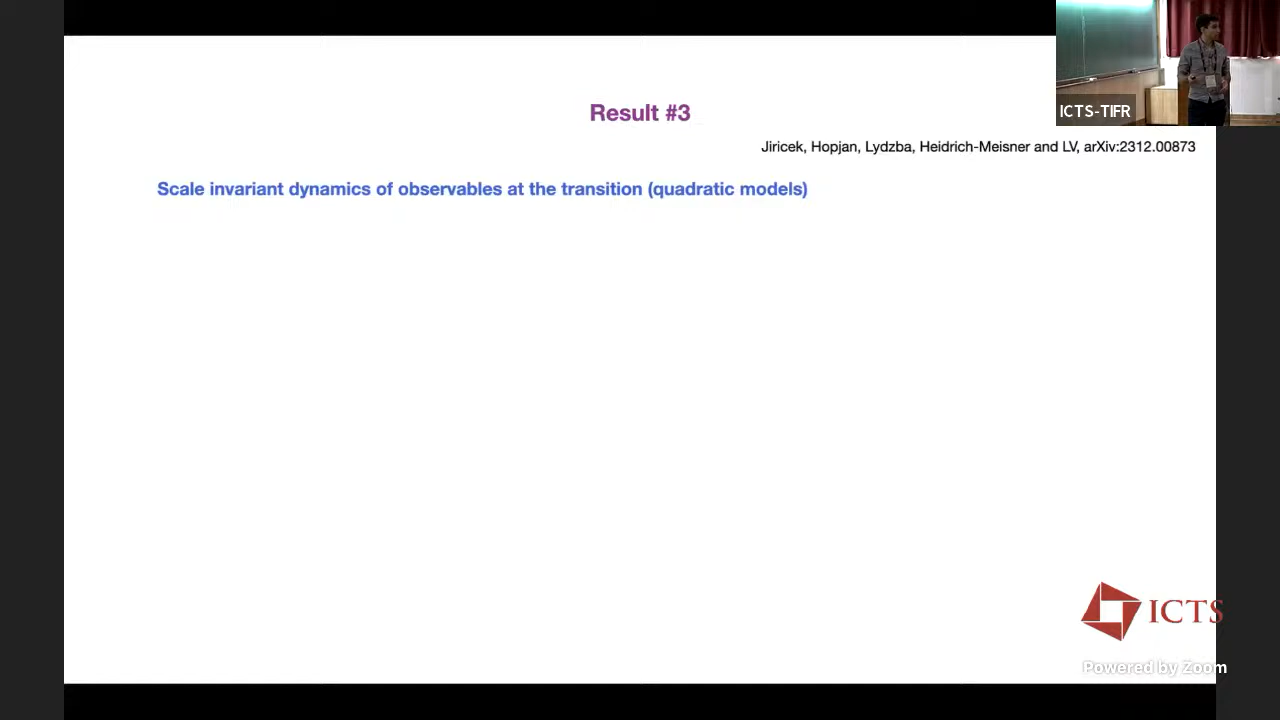 Result #3
ICTS-TIFR
Jiricek, Hopjan, Lydzba, Heidrich-Meisner and LV, arXiv:2312.00873
Scale invariant dynamics of observables at the transition (quadratic models)
ICTS
Powered by Zoom